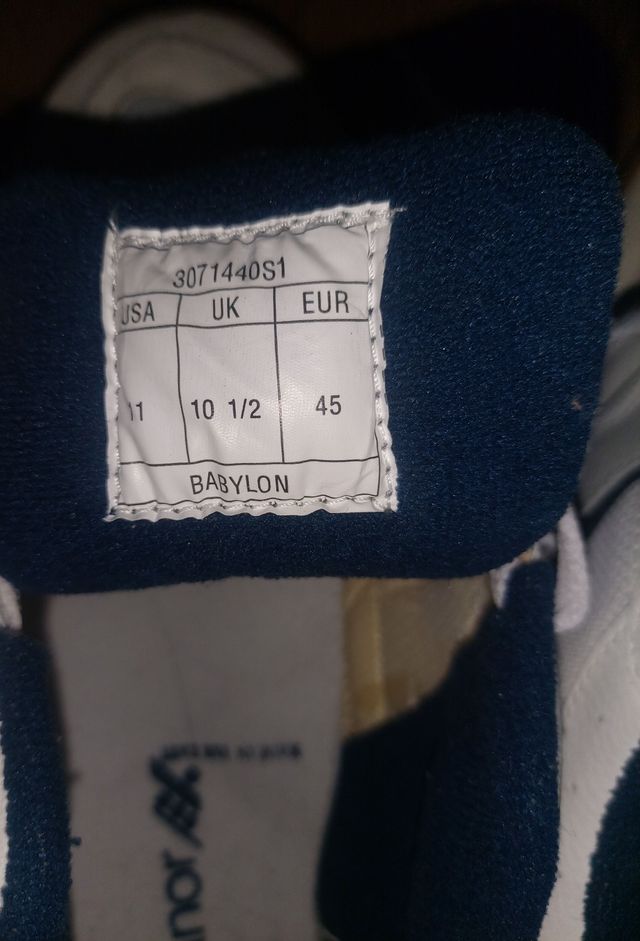 3071440S1
USA UK EUR
11 10 1/2 45
BABYLON